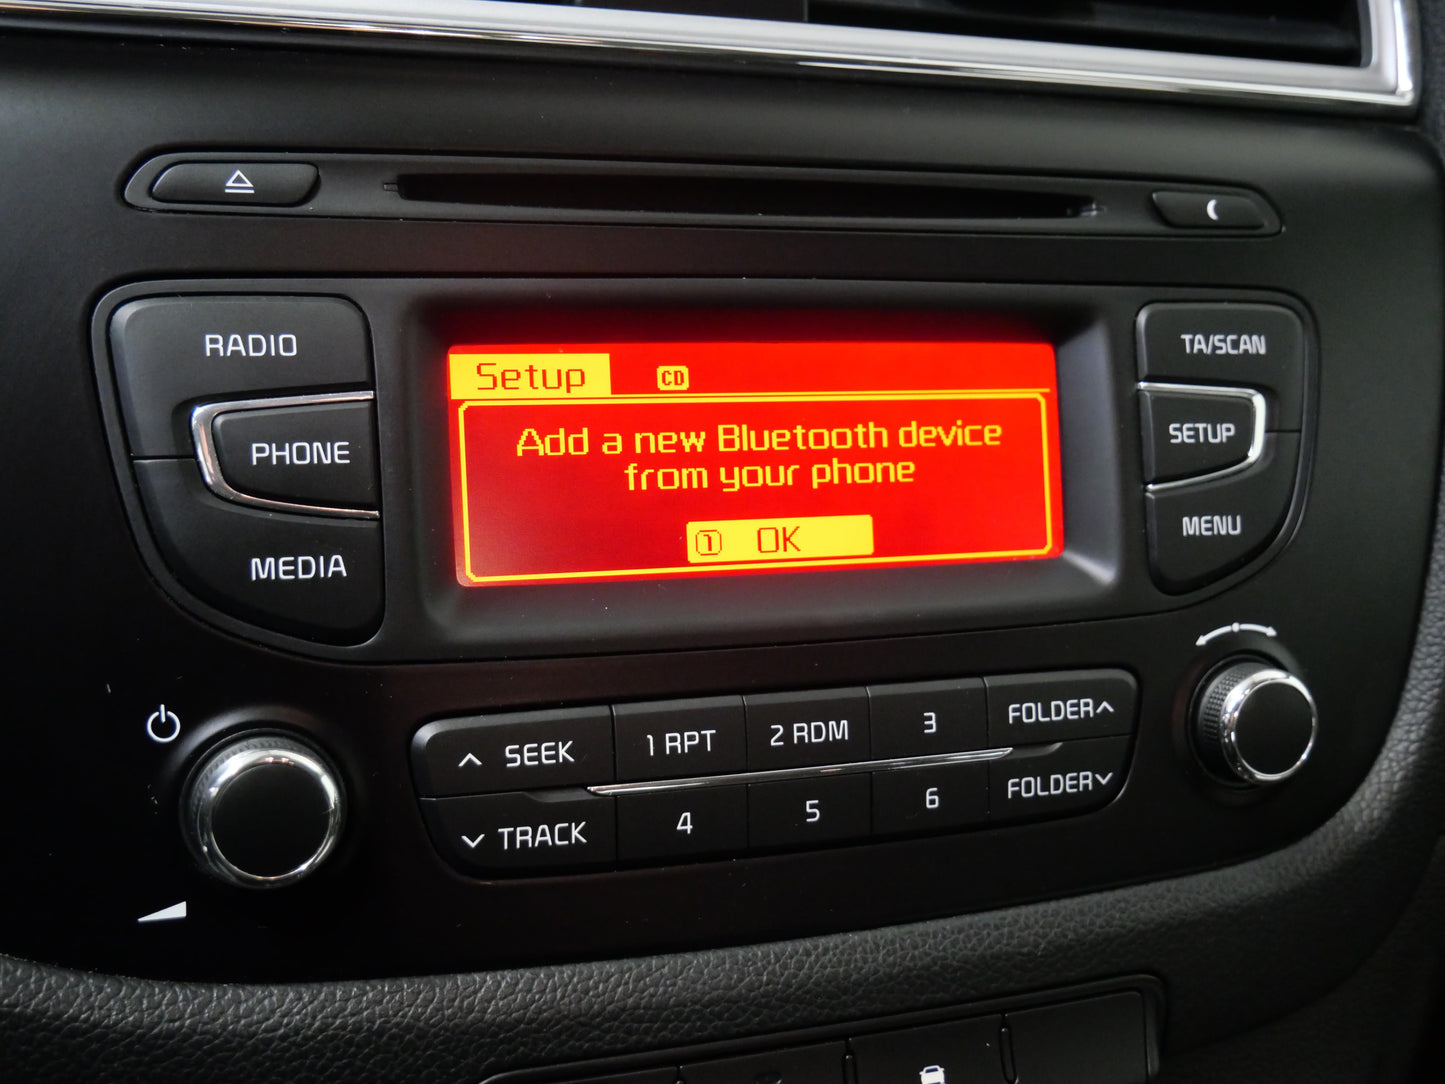 RADIO
PHONE
MEDIA
Setup CD
Add a new Bluetooth device
from your phone
1 OK
TA/SCAN
SETUP
MENU
SEEK 1 RPT 2 RDM 3 FOLDER
TRACK 4 5 6 FOLDER